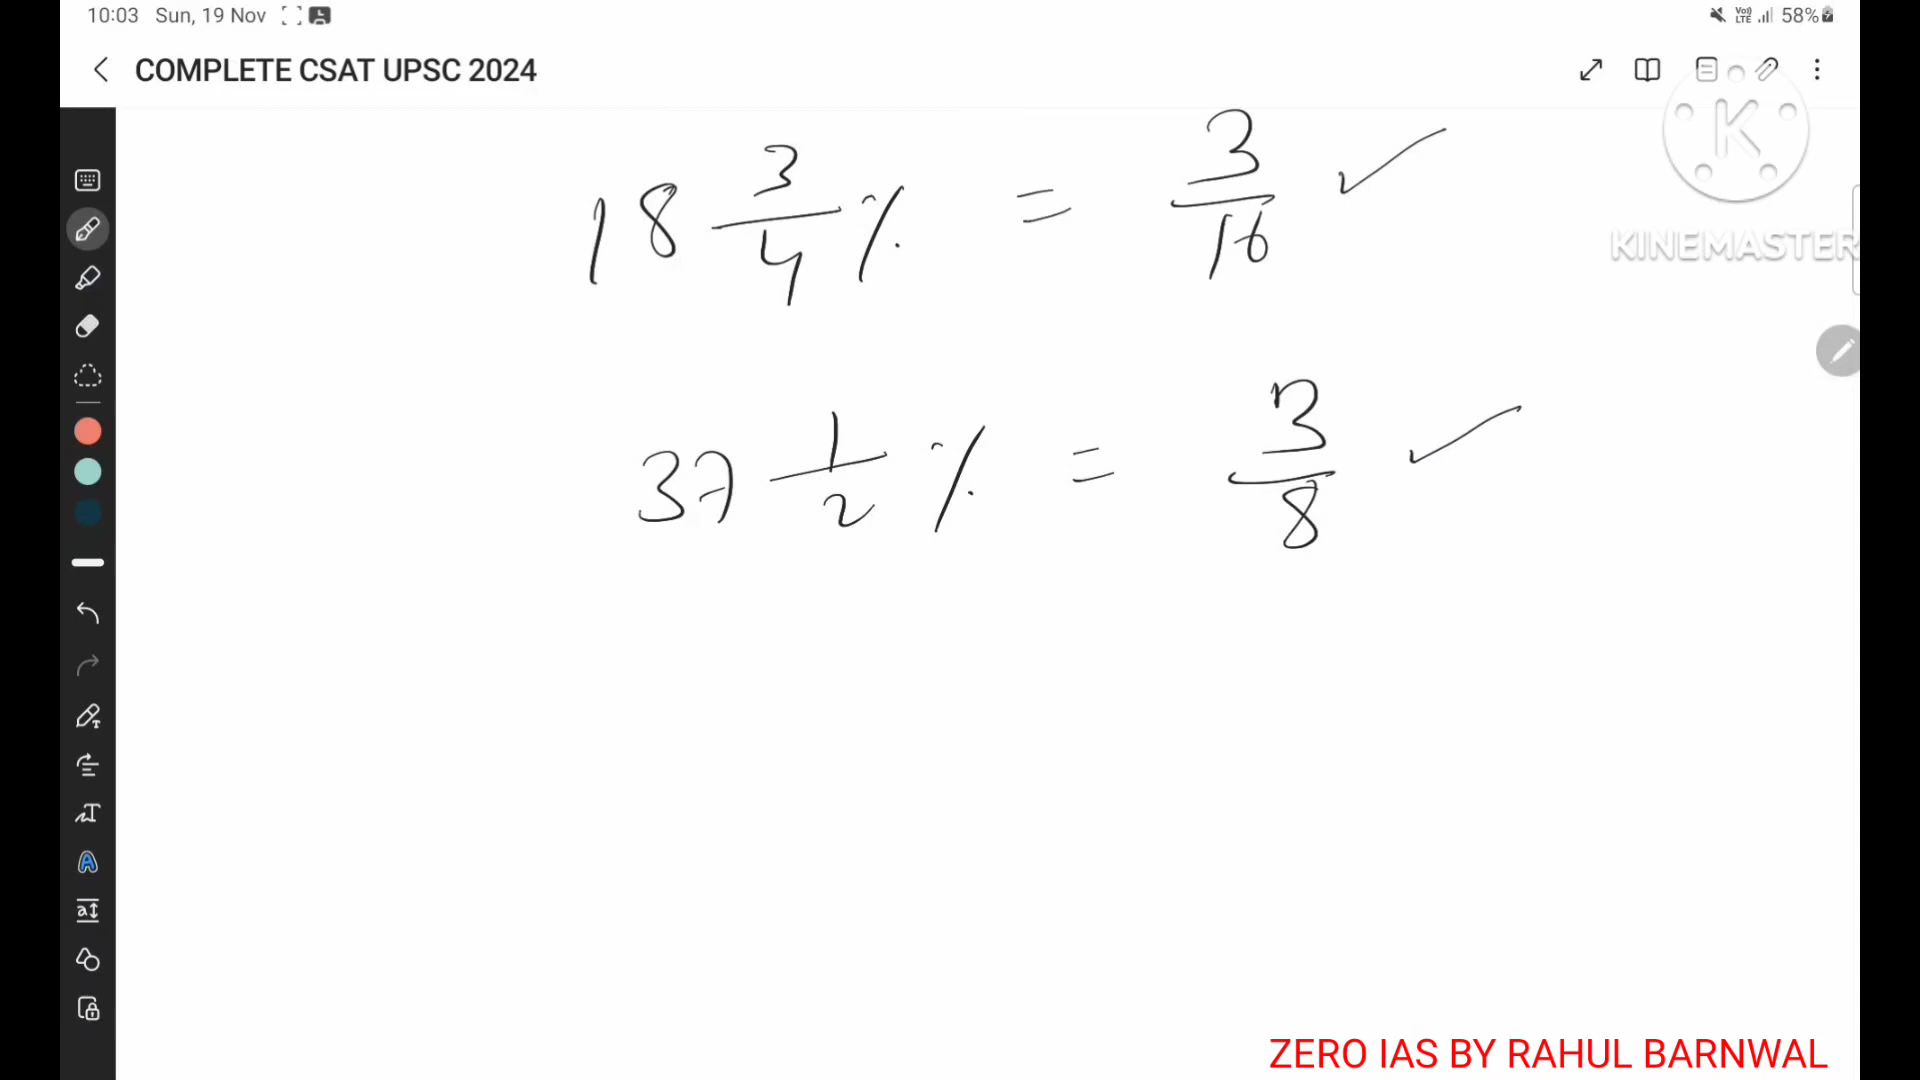 10:03 Sun, 19 Nov 58%
COMPLETE CSAT UPSC 2024
K
KINEMASTER
18 3/4 % = 3/16 ✓
37 1/2 % = 3/8 ✓
ZERO IAS BY RAHUL BARNWAL